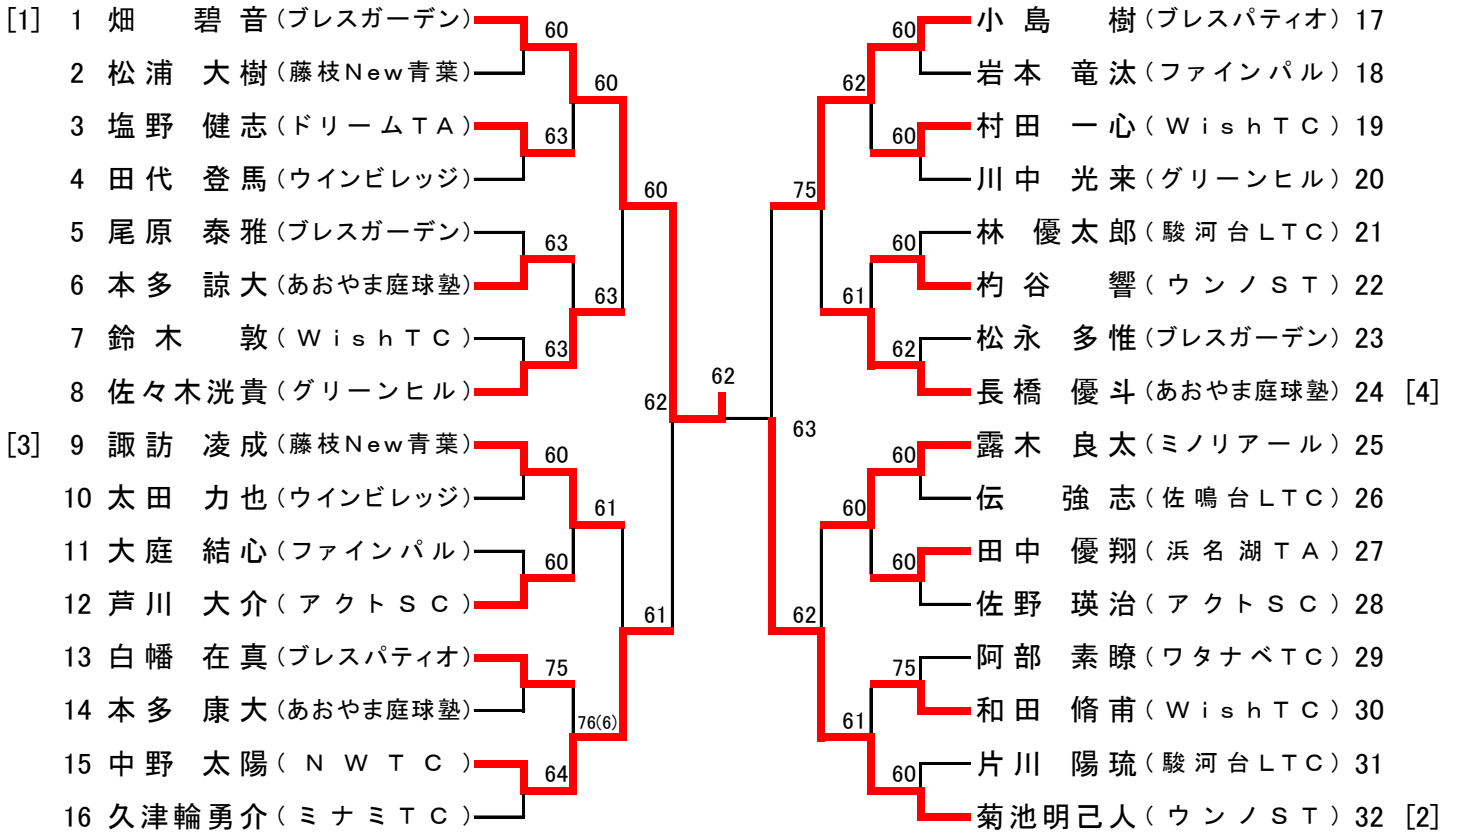 [1] 1 畑 碧音(ブレスガーデン)
2 松浦 大樹(藤枝New青葉)
3 塩野 健志(ドリームTA)
4 田代 登馬(ウインビレッジ)
5 尾原 泰雅(ブレスガーデン)
6 本多 諒大(あおやま庭球塾)
7 鈴木 敦(WishTC)
8 佐々木洸貴(グリーンヒル)
[3] 9 諏訪 凌成(藤枝New青葉)
10 太田 力也(ウインビレッジ)
11 大庭 結心(ファインパル)
12 芦川 大介(アクトSC)
13 白幡 在真(ブレスパティオ)
14 本多 康大(あおやま庭球塾)
15 中野 太陽(NWTC)
16 久津輪勇介(ミナミTC)
60
63
63
63
60
60
75
64
60
63
61
76(6)
60
61
62
62
63
75
62
62
61
60
61
60
60
60
62
60
60
75
60
小島 樹(ブレスパティオ) 17
岩本 竜汰(ファインパル) 18
村田 一心(WishTC) 19
川中 光来(グリーンヒル) 20
林 優太郎(駿河台LTC) 21
杓谷 響(ウンノST) 22
松永 多惟(ブレスガーデン) 23
長橋 優斗(あおやま庭球塾) 24 [4]
露木 良太(ミノリアール) 25
伝 強志(佐鳴台LTC) 26
田中 優翔(浜名湖TA) 27
佐野 瑛治(アクトSC) 28
阿部 素瞭(ワタナベTC) 29
和田 脩甫(WishTC) 30
片川 陽琉(駿河台LTC) 31
菊池明己人(ウンノST) 32 [2]